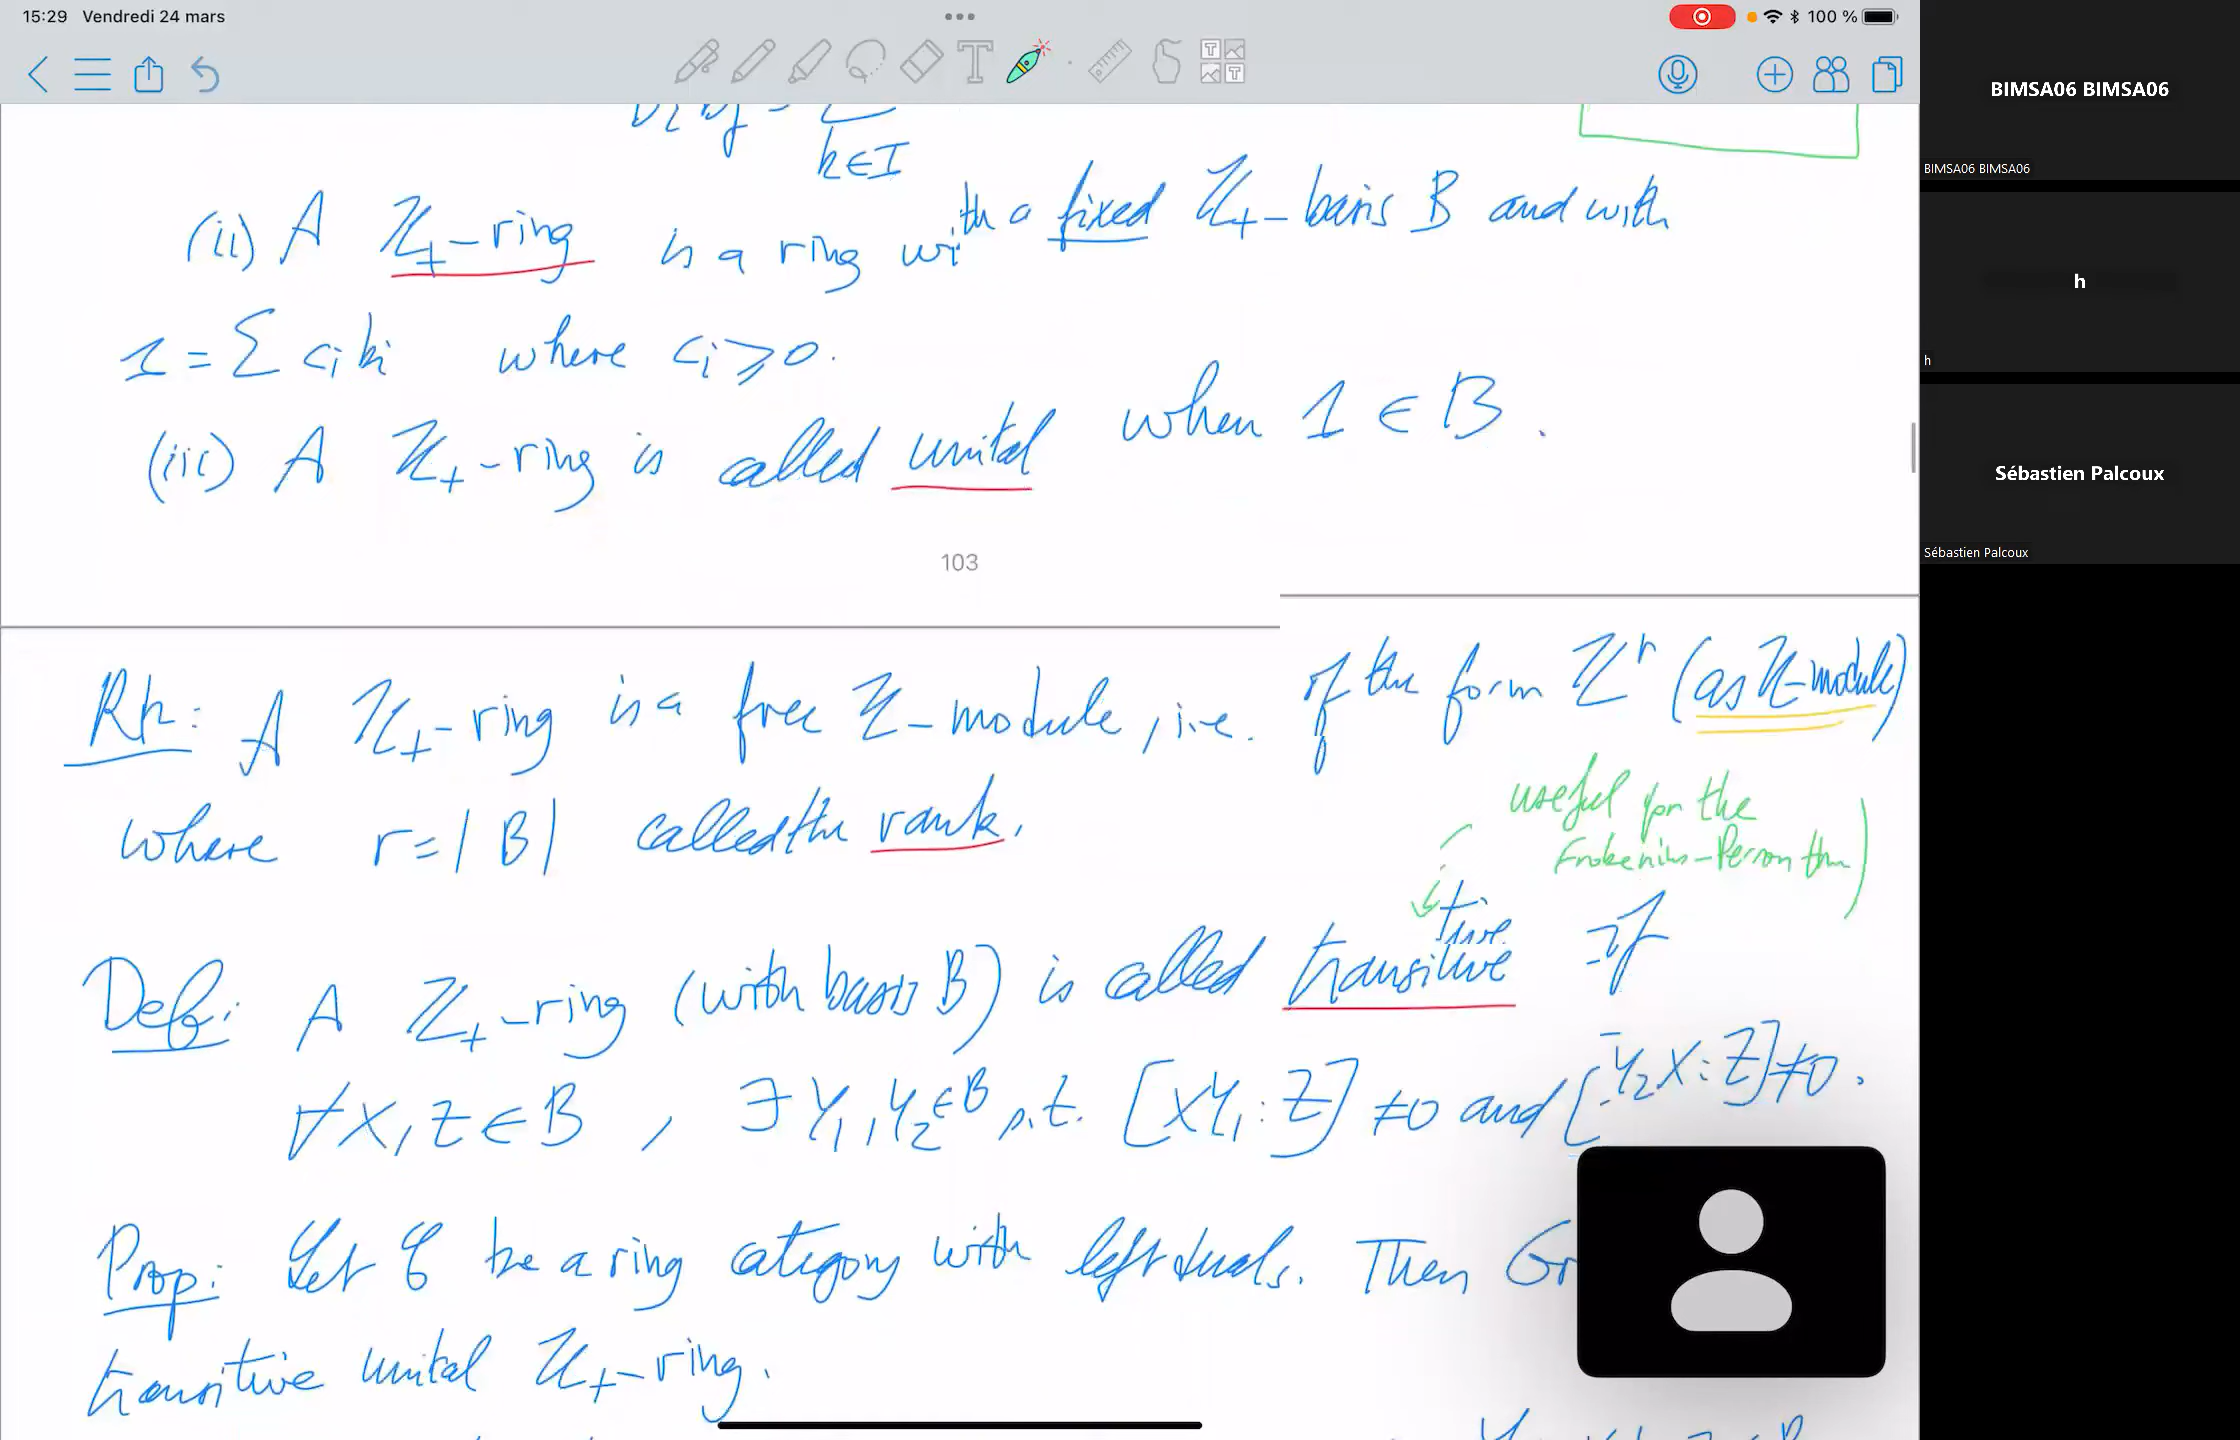 15:29 Vendredi 24 mars
100 %
k∈I
(ii) A ℤ₊-ring is a ring with a fixed ℤ₊-basis B and with
1 = Σ cᵢbᵢ where cᵢ ⩾ 0.
(iii) A ℤ₊-ring is called unital when 1 ∈ B.
103
Rk: A ℤ₊-ring is a free ℤ-module, i.e. of the form ℤʳ (as ℤ-module)
where r = |B| called the rank.
useful for the
Frobenius-Perron thm)
Def: A ℤ₊-ring (with basis B) is called transitive if
∀X, Z ∈ B, ∃Y₁, Y₂ ∈ B s.t. [XY₁ : Z] ≠ 0 and [Y₂X : Z] ≠ 0.
Prop: Let 𝒞 be a ring category with left duals. Then Gr
transitive unital ℤ₊-ring.
BIMSA06 BIMSA06
BIMSA06 BIMSA06
h
h
Sébastien Palcoux
Sébastien Palcoux